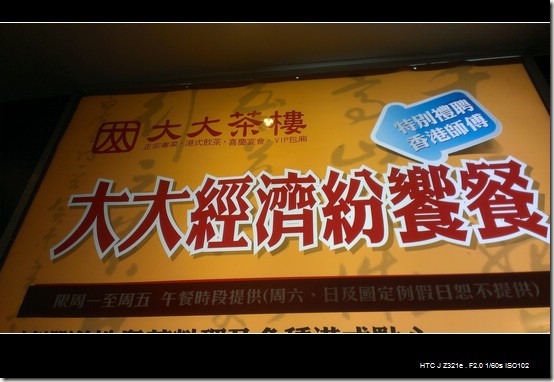 大大茶樓
正宗粵菜．港式飲茶．喜慶宴會．VIP包廂
特別禮聘
香港師傅
大大經濟紛饗餐
限周一至周五 午餐時段提供(周六、日及國定例假日恕不提供)
HTC J Z321e . F2.0 1/60s ISO102